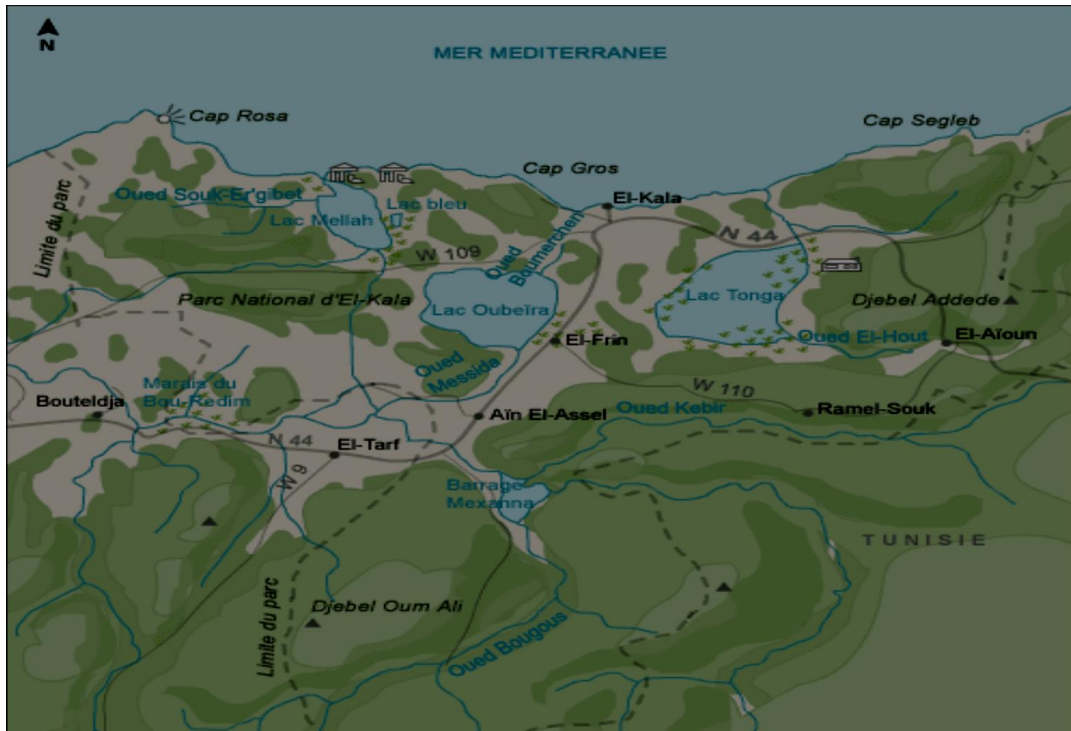 N
MER MEDITERRANEE
Cap Rosa
Cap Segleb
Cap Gros
Oued Souk-Er'gibet
Lac bleu
El-Kala
Lac Mellah
N 44
Limite du parc
W 109
Oued
Boumerchen
Parc National d'El-Kala
Lac Oubeïra
Lac Tonga
Djebel Addede
El-Frin
Oued El-Hout
El-Aïoun
Oued
Messida
Marais du
Bou-Redim
W 110
Bouteldja
Aïn El-Assel
Oued Kebir
Ramel-Souk
N 44
El-Tarf
W 9
Barrage
Mexanna
TUNISIE
Limite du parc
Djebel Oum Ali
Oued Bougous